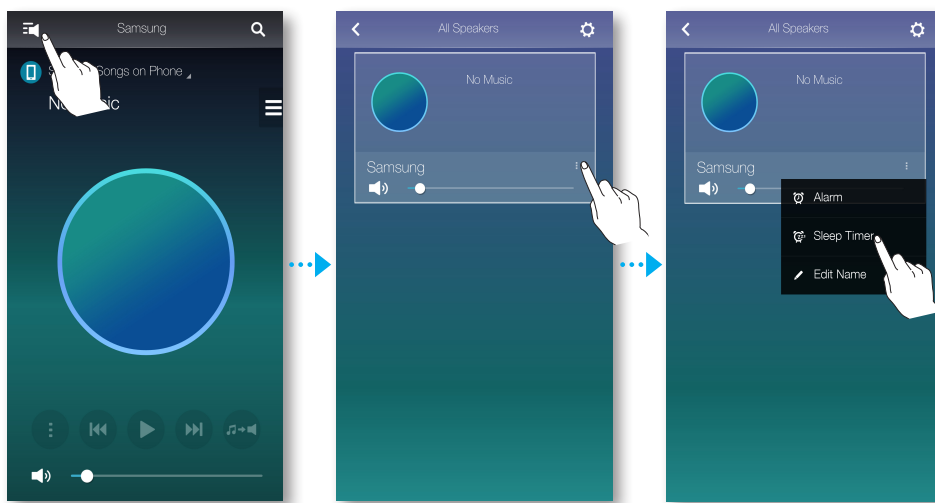 Samsung
Songs on Phone
All Speakers
No Music
Samsung
All Speakers
No Music
Samsung
Alarm
Sleep Timer
Edit Name